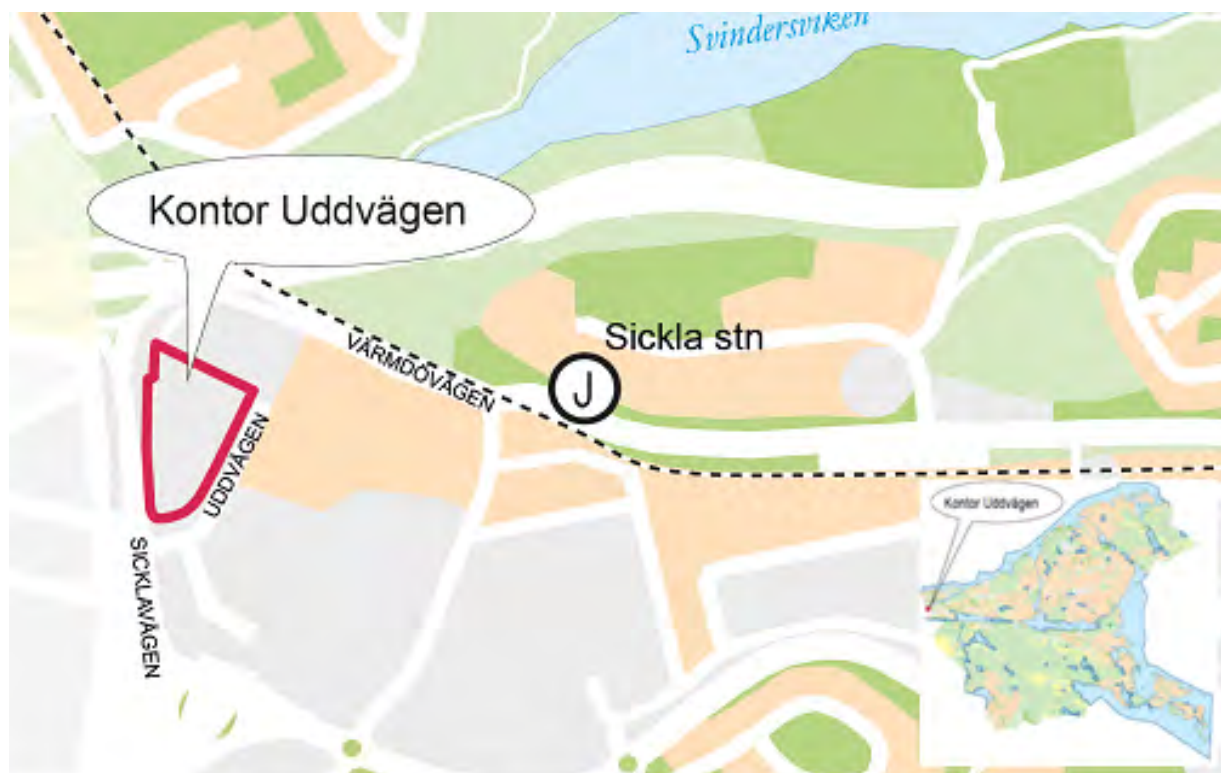 Svindersviken
Kontor Uddvägen
Sickla stn
J
VÄRMDÖVÄGEN
UDDVÄGEN
SICKLAVÄGEN
Kontor Uddvägen